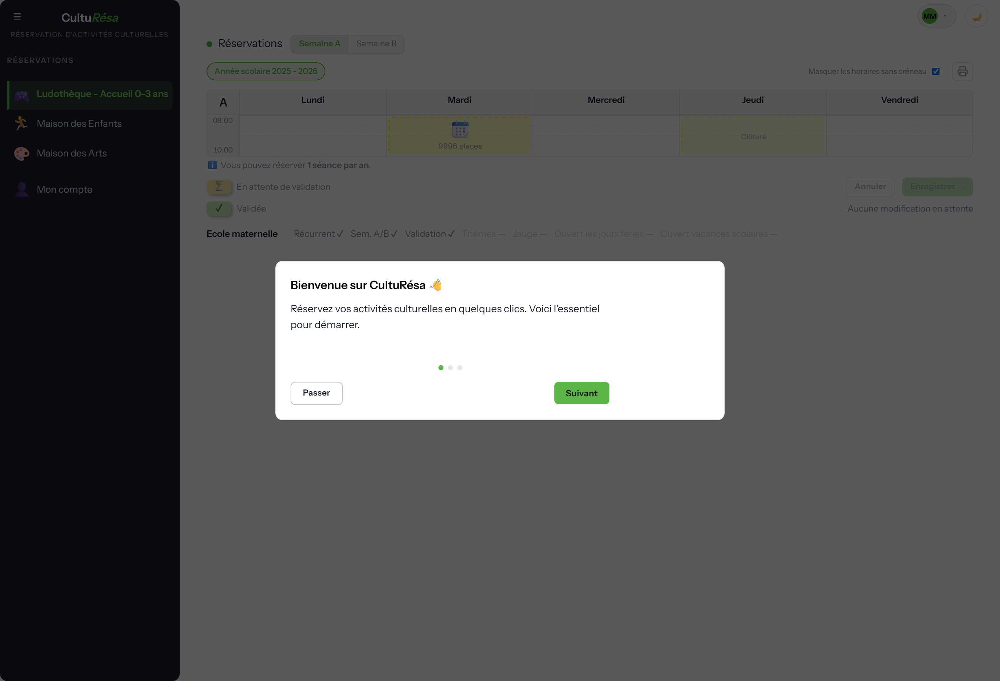 CultuRésa
RÉSERVATION D'ACTIVITÉS CULTURELLES
RÉSERVATIONS
Ludothèque - Accueil 0-3 ans
Maison des Enfants
Maison des Arts
Mon compte
MM
Réservations
Semaine A
Semaine B
Année scolaire 2025 - 2026
Masquer les horaires sans créneau
A
Lundi
Mardi
Mercredi
Jeudi
Vendredi
09:00
10:00
9996 places
Clôturé
Vous pouvez réserver 1 séance par an.
En attente de validation
Annuler
Enregistrer →
✓ Validée
Aucune modification en attente
Ecole maternelle | Récurrent ✓ Sem. A/B ✓ Validation ✓ Thèmes — Jauge — Ouvert les jours fériés — Ouvert vacances scolaires —
Bienvenue sur CultuRésa 👋
Réservez vos activités culturelles en quelques clics. Voici l'essentiel
pour démarrer.
Passer
Suivant